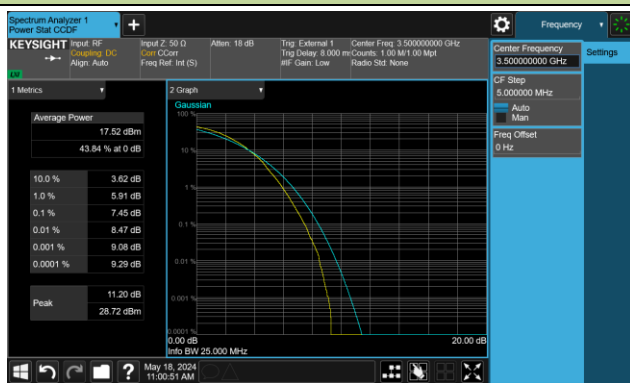 Spectrum Analyzer 1
Power Stat CCDF
+
Frequency
KEYSIGHT
Input: RF
Coupling: DC
Align: Auto
Input Z: 50 Ω
Corr CCorr
Freq Ref: Int (S)
Atten: 18 dB
Trig: External 1
Trig Delay: 8.000 ms
#IF Gain: Low
Center Freq: 3.500000000 GHz
Counts: 1.00 M/1.00 Mpt
Radio Std: None
Center Frequency
3.500000000 GHz
Settings
CF Step
5.000000 MHz
Auto
Man
Freq Offset
0 Hz
1 Metrics
Average Power
17.52 dBm
43.84 % at 0 dB
10.0 % 3.62 dB
1.0 % 5.91 dB
0.1 % 7.45 dB
0.01 % 8.47 dB
0.001 % 9.08 dB
0.0001 % 9.29 dB
Peak
11.20 dB
28.72 dBm
2 Graph
Gaussian
100 %
10 %
1 %
0.1 %
0.01 %
0.001 %
0.0001 %
0.00 dB
20.00 dB
Info BW 25.000 MHz
?
May 18, 2024
11:00:51 AM